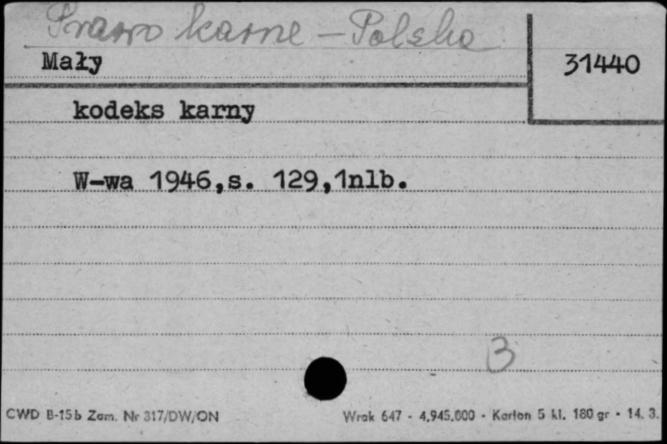 Prawo karne - Polska
Mały
31440
kodeks karny
W-wa 1946,s. 129,1nlb.
3
CWD B-15b Zam. Nr 317/DW/ON
Wrak 647 - 4.945.000 - Karton 5 kl. 180 gr - 14. 3.